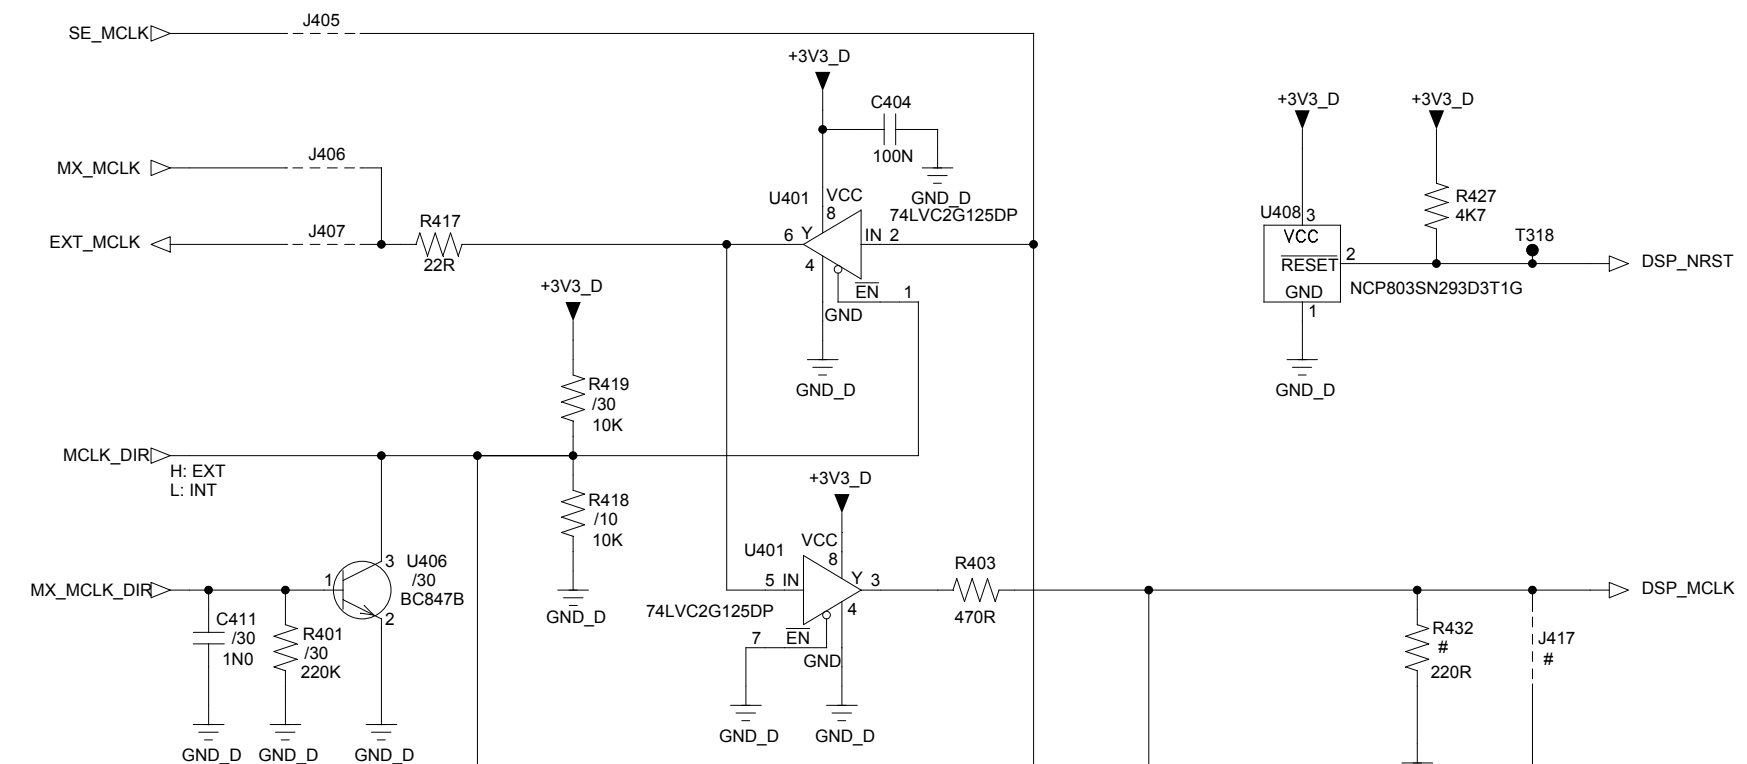 J405
SE_MCLK
+3V3_D
C404
100N
GND_D
+3V3_D
+3V3_D
J406
MX_MCLK
U401
VCC
8
74LVC2G125DP
R417
22R
J407
EXT_MCLK
6 Y
IN 2
4
EN
1
GND
GND_D
U408
3
VCC
RESET
2
GND
1
NCP803SN293D3T1G
GND_D
R427
4K7
T318
DSP_NRST
+3V3_D
R419
/30
10K
MCLK_DIR
H: EXT
L: INT
R418
/10
10K
GND_D
+3V3_D
U401
VCC
8
5 IN
Y 3
4
74LVC2G125DP
7
EN
GND
GND_D
GND_D
R403
470R
DSP_MCLK
MX_MCLK_DIR
1
3
U406
/30
BC847B
2
C411
/30
1N0
R401
/30
220K
GND_D
GND_D
GND_D
R432
#
220R
J417
#